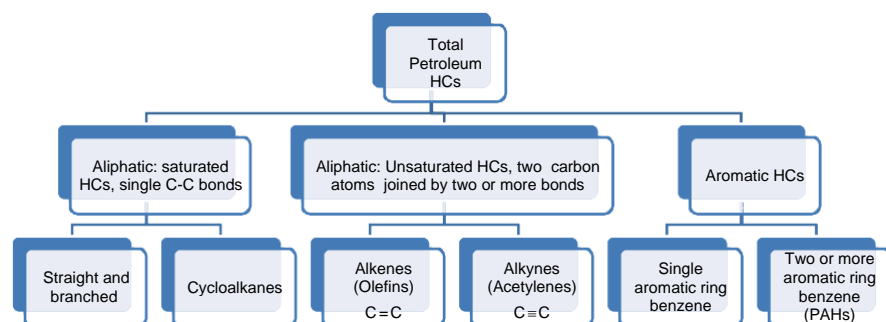 Total
Petroleum
HCs
Aliphatic: saturated
HCs, single C-C bonds
Aliphatic: Unsaturated HCs, two carbon
atoms joined by two or more bonds
Aromatic HCs
Straight and
branched
Cycloalkanes
Alkenes
(Olefins)
C=C
Alkynes
(Acetylenes)
C≡C
Single
aromatic ring
benzene
Two or more
aromatic ring
benzene
(PAHs)